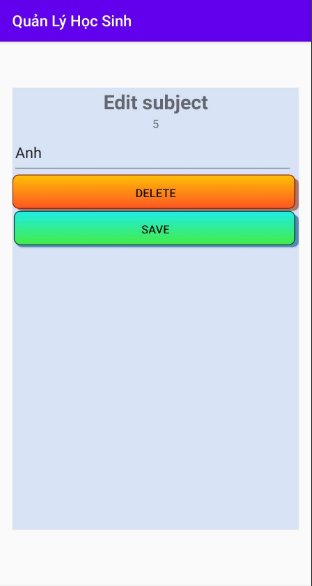 Quản Lý Học Sinh
Edit subject
5
Anh
DELETE
SAVE